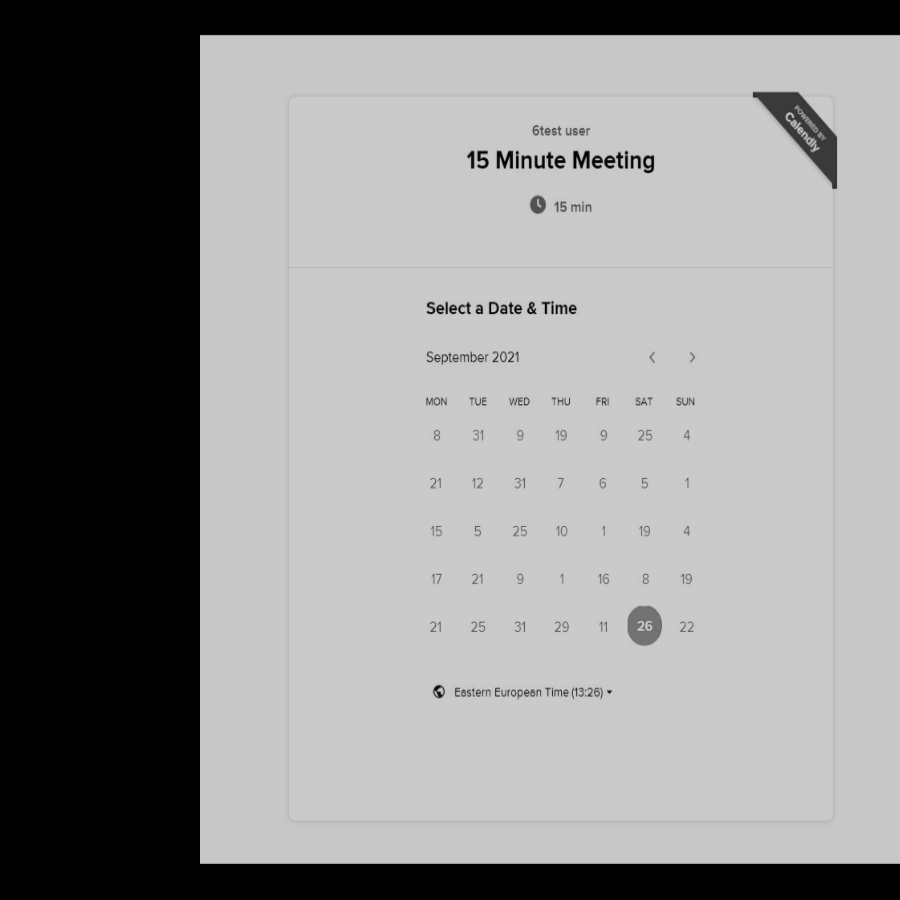 POWERED BY
Calendly
6test user
15 Minute Meeting
15 min
Select a Date & Time
September 2021
MON TUE WED THU FRI SAT SUN
8 31 9 19 9 25 4
21 12 31 7 6 5 1
15 5 25 10 1 19 4
17 21 9 1 16 8 19
21 25 31 29 11 26 22
Eastern European Time (13:26)